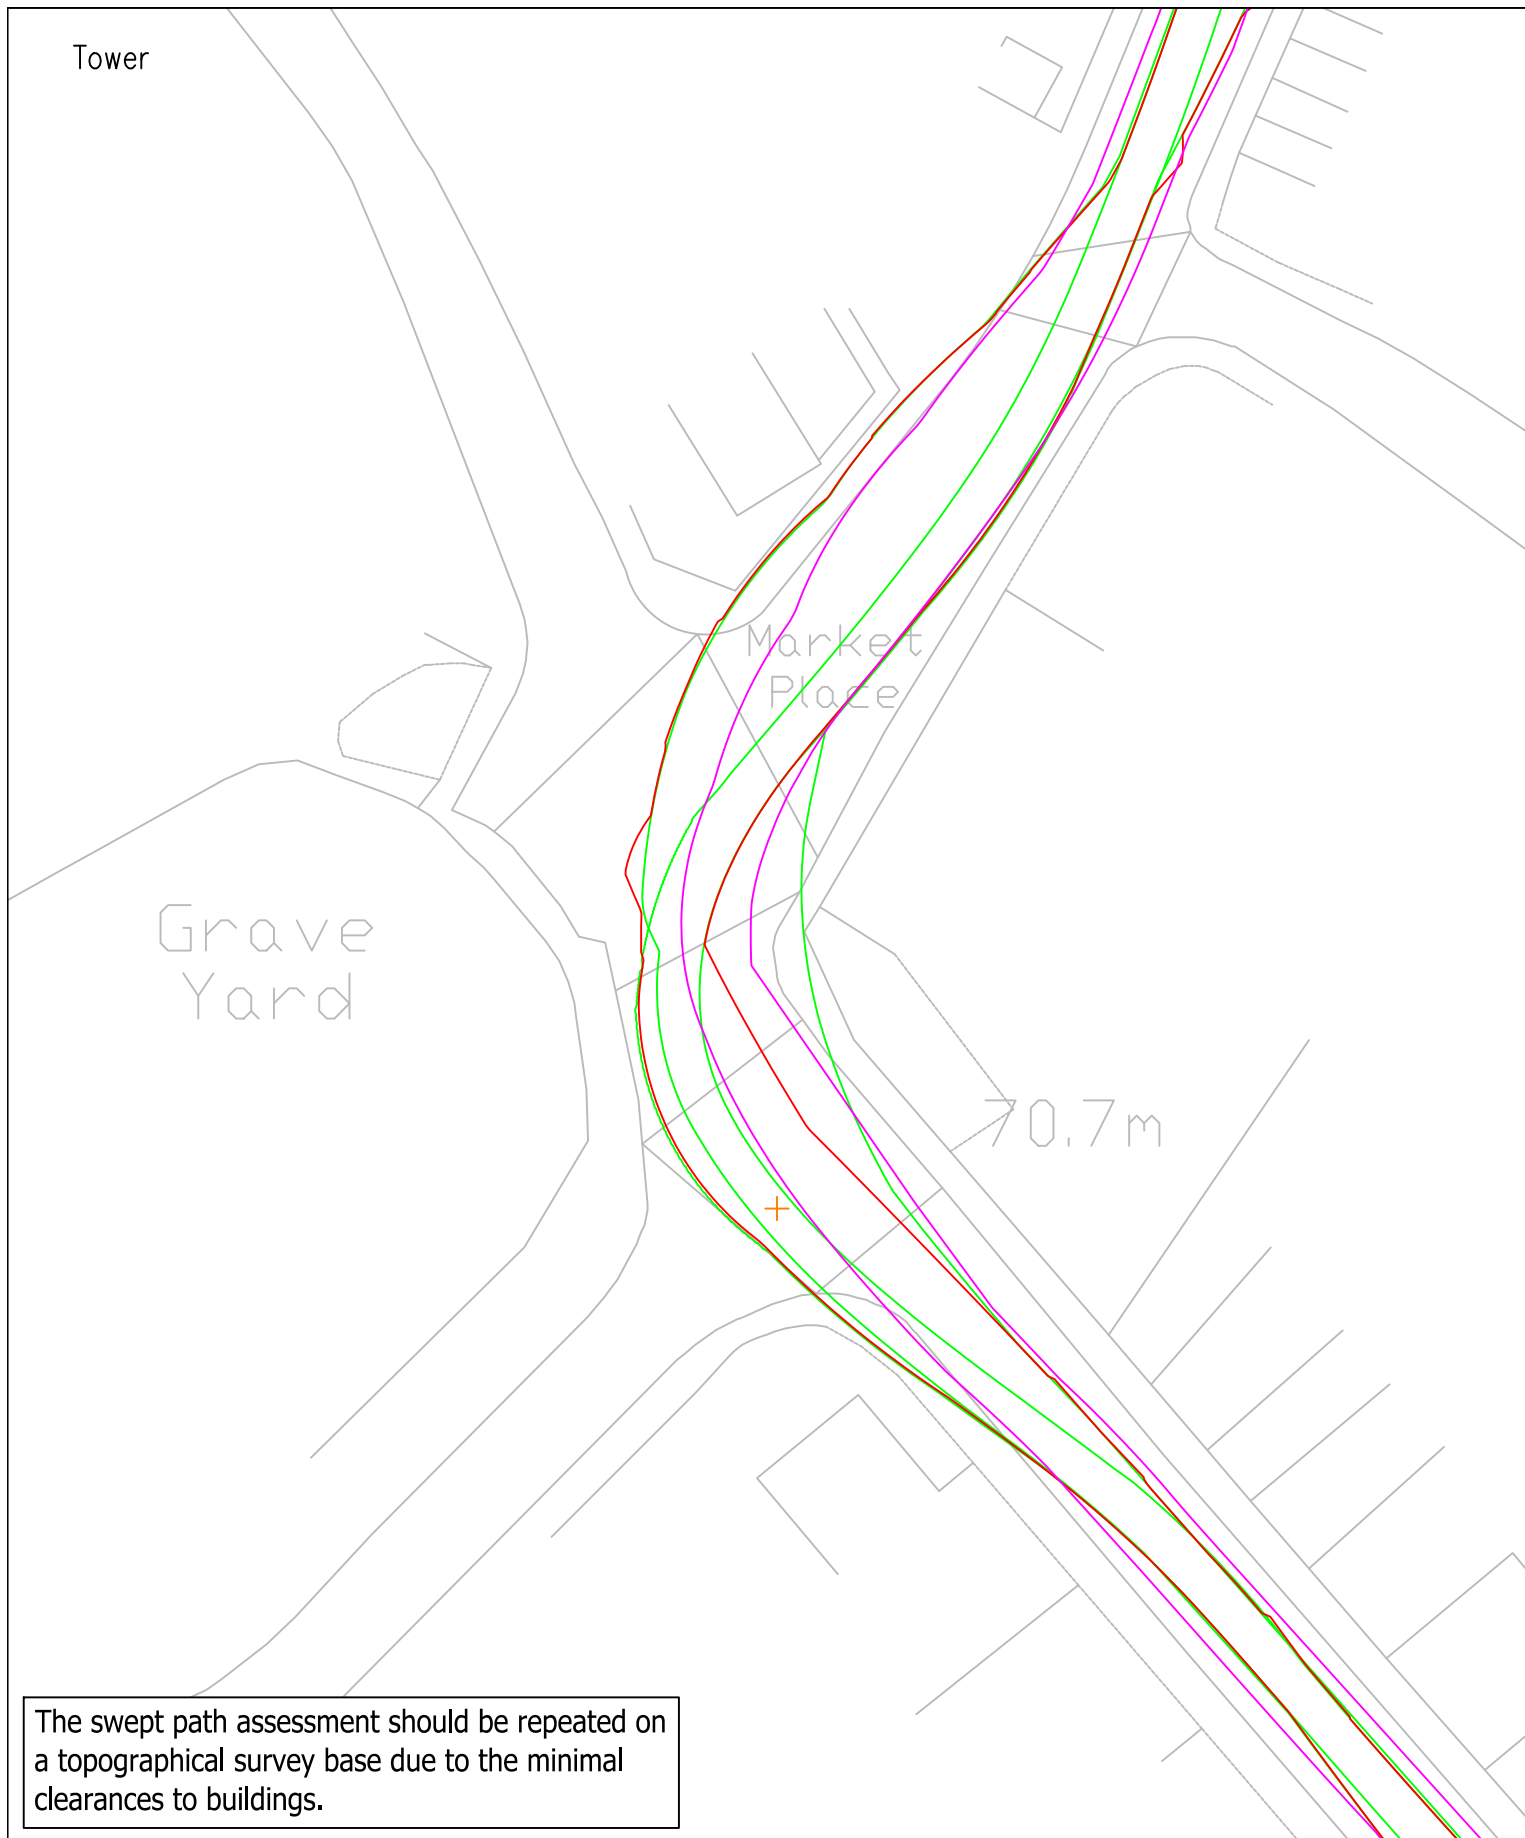 Tower
Market
Place
Grave
Yard
70.7m
The swept path assessment should be repeated on
a topographical survey base due to the minimal
clearances to buildings.